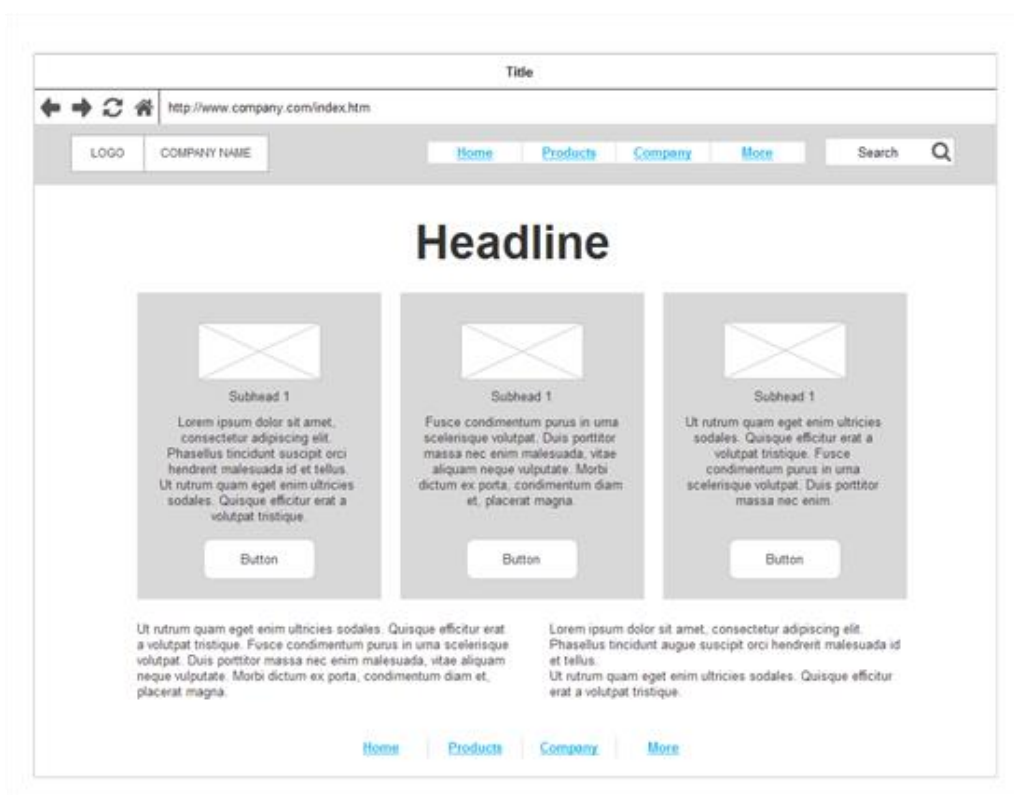 Title
http://www.company.com/index.htm
LOGO COMPANY NAME Home Products Company More Search
Headline
Subhead 1
Lorem ipsum dolor sit amet,
consectetur adipiscing elit.
Phasellus tincidunt suscipit orci
hendrerit malesuada id et tellus.
Ut rutrum quam eget enim ultricies
sodales. Quisque efficitur erat a
volutpat tristique.
Button
Subhead 1
Fusce condimentum purus in urna
scelerisque volutpat. Duis porttitor
massa nec enim malesuada, vitae
aliquam neque vulputate. Morbi
dictum ex porta, condimentum diam
et, placerat magna.
Button
Subhead 1
Ut rutrum quam eget enim ultricies
sodales. Quisque efficitur erat a
volutpat tristique. Fusce
condimentum purus in urna
scelerisque volutpat. Duis porttitor
massa nec enim.
Button
Ut rutrum quam eget enim ultricies sodales. Quisque efficitur erat
a volutpat tristique. Fusce condimentum purus in urna scelerisque
volutpat. Duis porttitor massa nec enim malesuada, vitae aliquam
neque vulputate. Morbi dictum ex porta, condimentum diam et,
placerat magna.
Lorem ipsum dolor sit amet, consectetur adipiscing elit.
Phasellus tincidunt augue suscipit orci hendrerit malesuada id
et tellus.
Ut rutrum quam eget enim ultricies sodales. Quisque efficitur
erat a volutpat tristique.
Home Products Company More